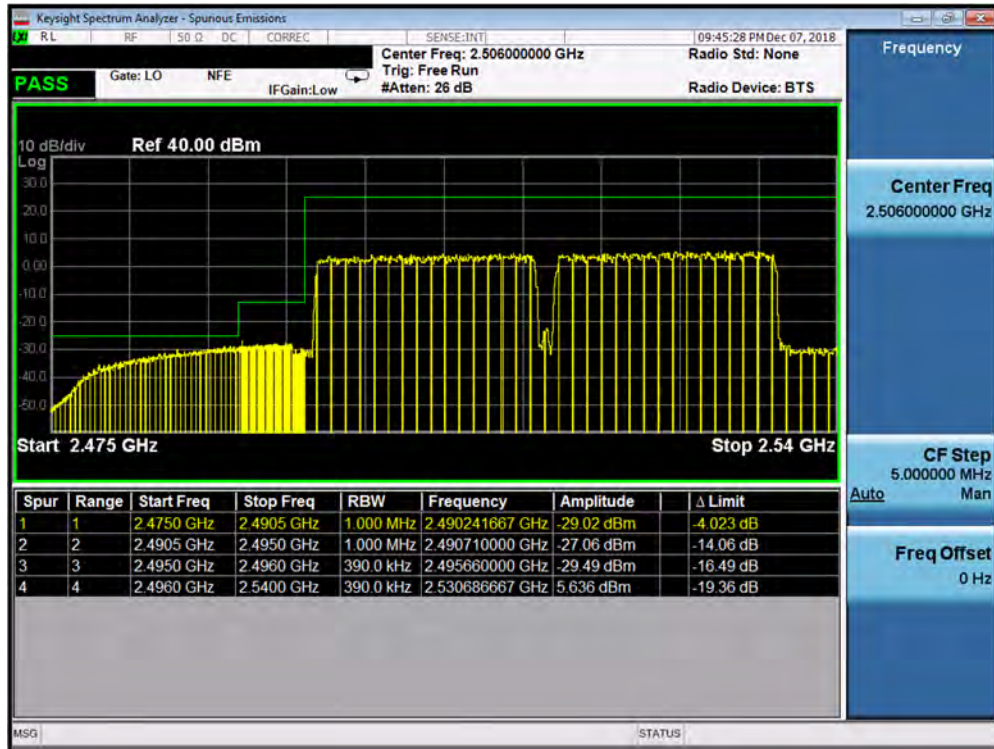 Keysight Spectrum Analyzer - Spurious Emissions
LXI RL RF 50 Ω DC CORREC SENSE:INT 09:45:28 PM Dec 07, 2018
Center Freq: 2.506000000 GHz Radio Std: None
PASS Gate: LO NFE Trig: Free Run
IFGain:Low #Atten: 26 dB Radio Device: BTS
10 dB/div Ref 40.00 dBm
Log
30.0
20.0
10.0
0.00
-10.0
-20.0
-30.0
-40.0
-50.0
Start 2.475 GHz Stop 2.54 GHz
Spur Range Start Freq Stop Freq RBW Frequency Amplitude Δ Limit
1 1 2.4750 GHz 2.4905 GHz 1.000 MHz 2.490241667 GHz -29.02 dBm -4.023 dB
2 2 2.4905 GHz 2.4950 GHz 1.000 MHz 2.490710000 GHz -27.06 dBm -14.06 dB
3 3 2.4950 GHz 2.4960 GHz 390.0 kHz 2.495660000 GHz -29.49 dBm -16.49 dB
4 4 2.4960 GHz 2.5400 GHz 390.0 kHz 2.530686667 GHz 5.636 dBm -19.36 dB
Frequency
Center Freq
2.506000000 GHz
CF Step
5.000000 MHz
Auto Man
Freq Offset
0 Hz
MSG STATUS